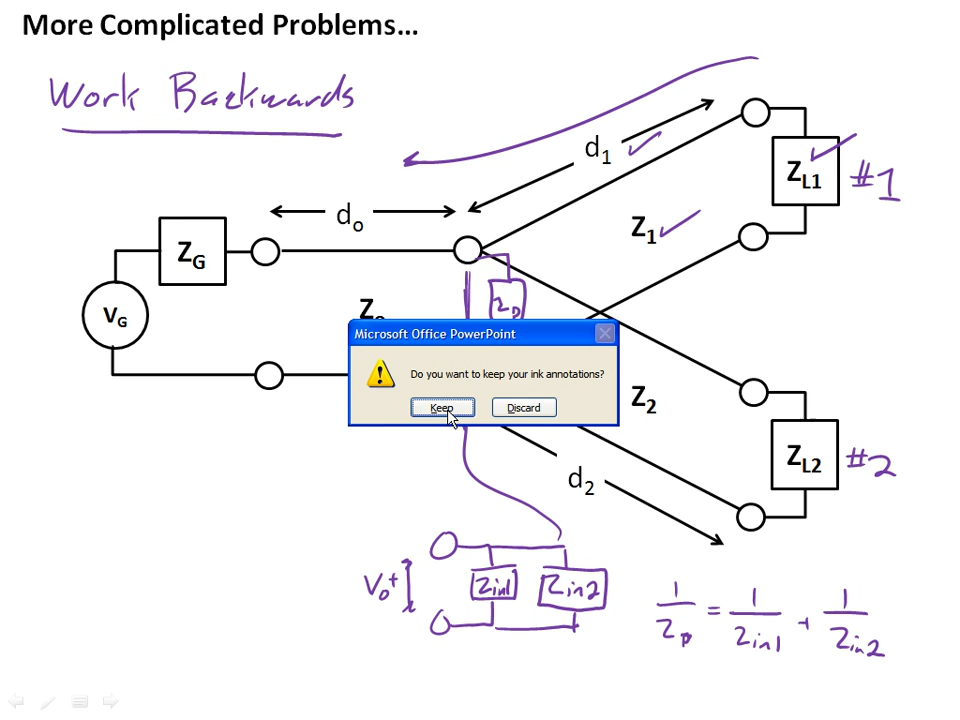 More Complicated Problems...
Work Backwards
d1
ZL1
#1
do
Z1
ZG
VG
Zp
Microsoft Office PowerPoint
Do you want to keep your ink annotations?
Keep
Discard
Z2
ZL2
#2
d2
Vo+
Zin1
Zin2
1/Zp = 1/Zin1 + 1/Zin2